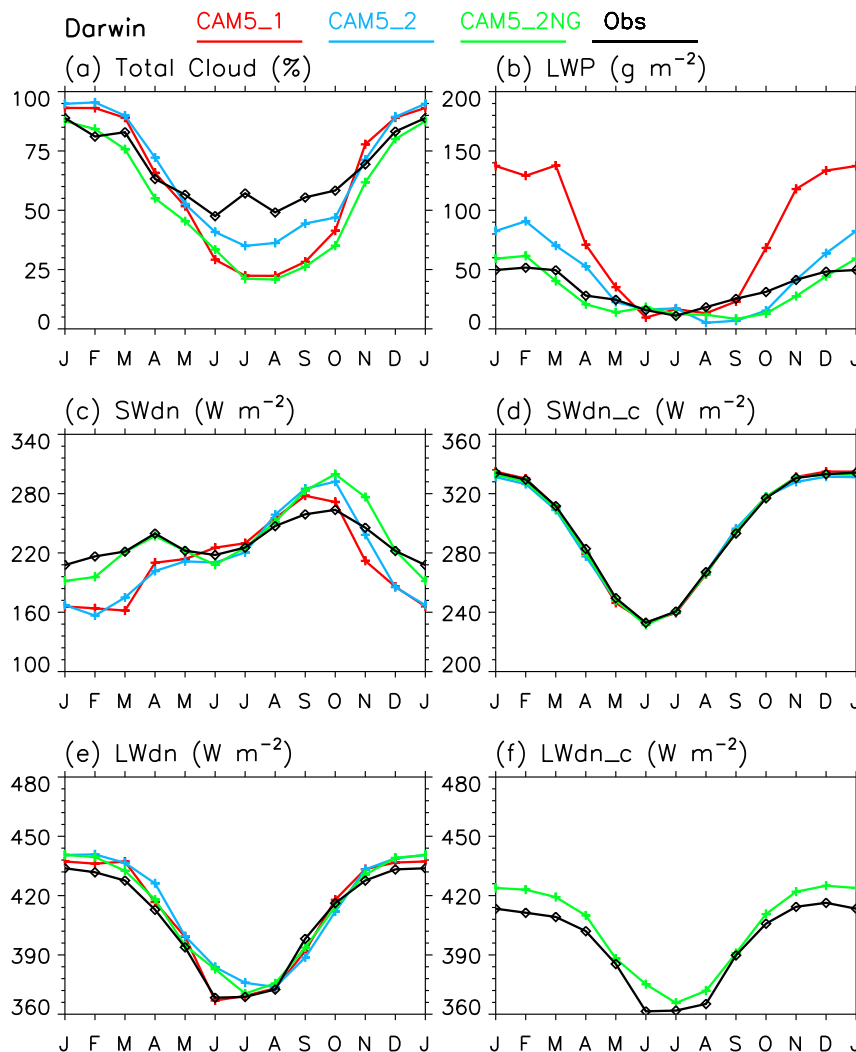 Darwin CAM5_1 CAM5_2 CAM5_2NG Obs
(a) Total Cloud (%) (b) LWP (g m⁻²)
100 200
75 150
50 100
25 50
0 0
J F M A M J J A S O N D J J F M A M J J A S O N D J
(c) SWdn (W m⁻²) (d) SWdn_c (W m⁻²)
340 360
280 320
220 280
160 240
100 200
J F M A M J J A S O N D J J F M A M J J A S O N D J
(e) LWdn (W m⁻²) (f) LWdn_c (W m⁻²)
480 480
450 450
420 420
390 390
360 360
J F M A M J J A S O N D J J F M A M J J A S O N D J